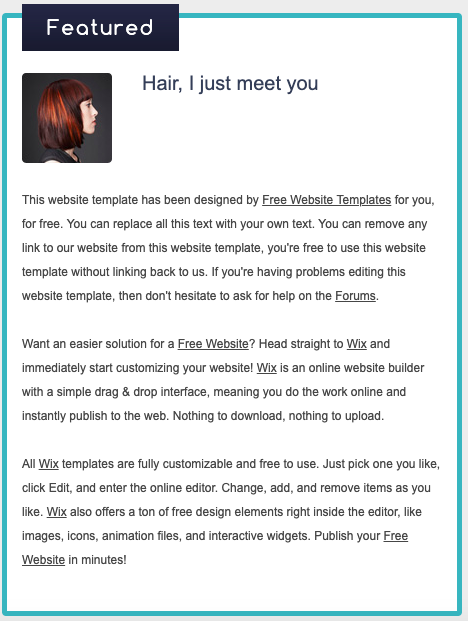 Featured
Hair, I just meet you
This website template has been designed by Free Website Templates for you,
for free. You can replace all this text with your own text. You can remove any
link to our website from this website template, you're free to use this website
template without linking back to us. If you're having problems editing this
website template, then don't hesitate to ask for help on the Forums.
Want an easier solution for a Free Website? Head straight to Wix and
immediately start customizing your website! Wix is an online website builder
with a simple drag & drop interface, meaning you do the work online and
instantly publish to the web. Nothing to download, nothing to upload.
All Wix templates are fully customizable and free to use. Just pick one you like,
click Edit, and enter the online editor. Change, add, and remove items as you
like. Wix also offers a ton of free design elements right inside the editor, like
images, icons, animation files, and interactive widgets. Publish your Free
Website in minutes!